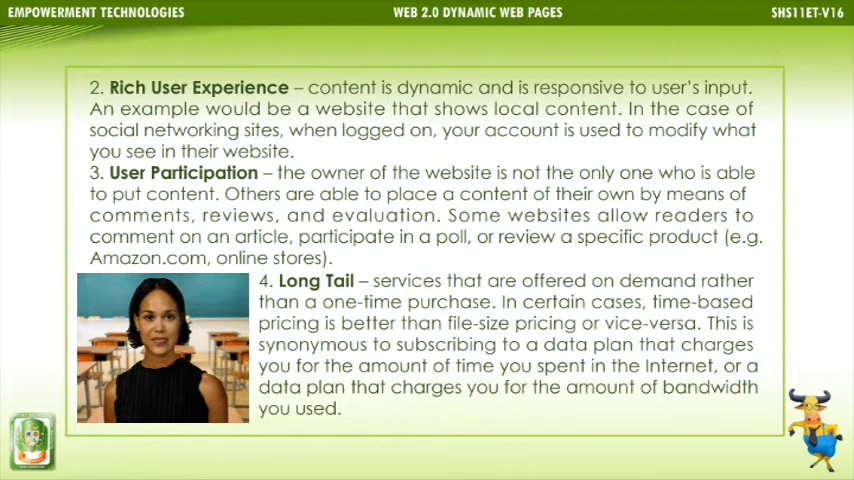 EMPOWERMENT TECHNOLOGIES
WEB 2.0 DYNAMIC WEB PAGES
SHS11ET-V16
2. Rich User Experience – content is dynamic and is responsive to user's input.
An example would be a website that shows local content. In the case of
social networking sites, when logged on, your account is used to modify what
you see in their website.
3. User Participation – the owner of the website is not the only one who is able
to put content. Others are able to place a content of their own by means of
comments, reviews, and evaluation. Some websites allow readers to
comment on an article, participate in a poll, or review a specific product (e.g.
Amazon.com, online stores).
4. Long Tail – services that are offered on demand rather
than a one-time purchase. In certain cases, time-based
pricing is better than file-size pricing or vice-versa. This is
synonymous to subscribing to a data plan that charges
you for the amount of time you spent in the Internet, or a
data plan that charges you for the amount of bandwidth
you used.